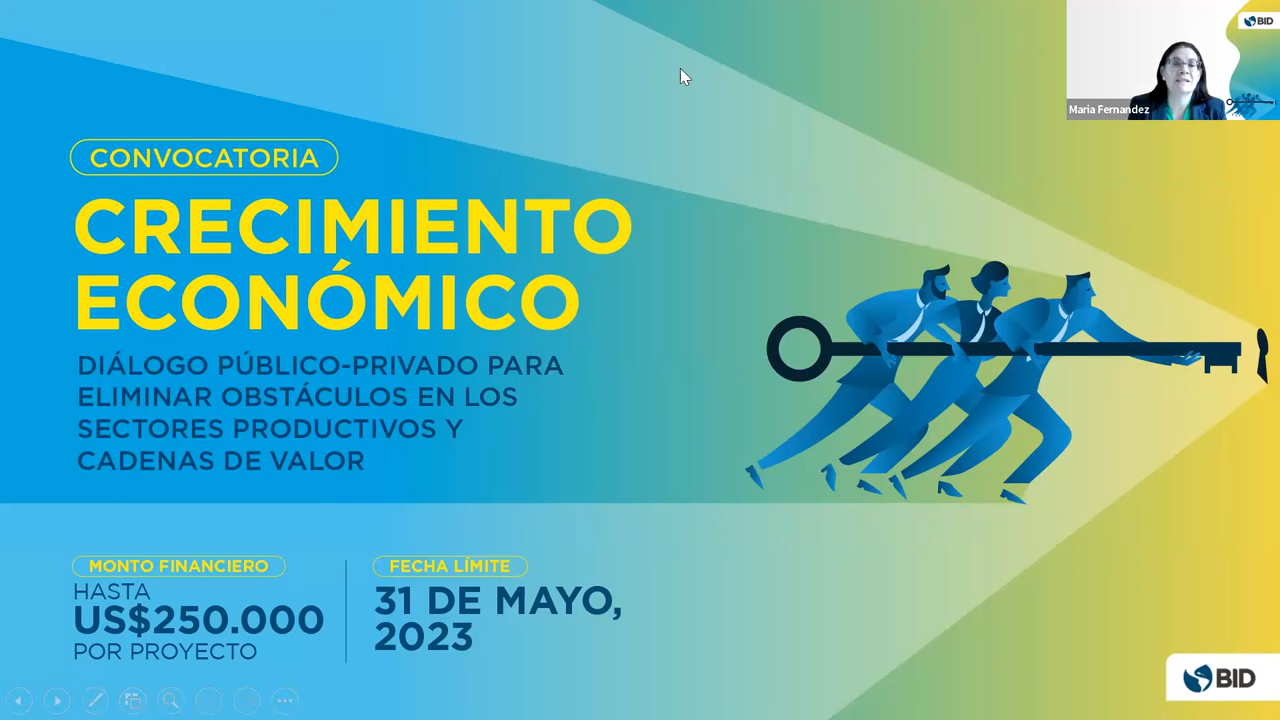 BID
Maria Fernandez
CONVOCATORIA
CRECIMIENTO
ECONÓMICO
DIÁLOGO PÚBLICO-PRIVADO PARA
ELIMINAR OBSTÁCULOS EN LOS
SECTORES PRODUCTIVOS Y
CADENAS DE VALOR
MONTO FINANCIERO
HASTA
US$250.000
POR PROYECTO
FECHA LÍMITE
31 DE MAYO,
2023
BID